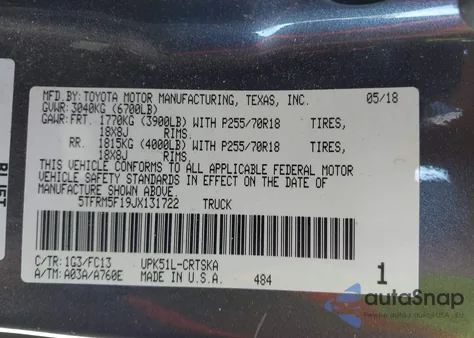 MFD.BY: TOYOTA MOTOR MANUFACTURING, TEXAS, INC. 05/18
GVWR: 3040KG (6700LB)
GAWR: FRT. 1770KG (3900LB) WITH P255/70R18 TIRES,
18X8J RIMS.
RR. 1815KG (4000LB) WITH P255/70R18 TIRES,
18X8J RIMS.
THIS VEHICLE CONFORMS TO ALL APPLICABLE FEDERAL MOTOR
VEHICLE SAFETY STANDARDS IN EFFECT ON THE DATE OF
MANUFACTURE SHOWN ABOVE.
5TFRM5F19JX131722 TRUCK
C/TR: 1G3/FC13 UPK51L-CRTSKA
A/TM: A03A/A760E MADE IN U.S.A. 484 1
autoSnap